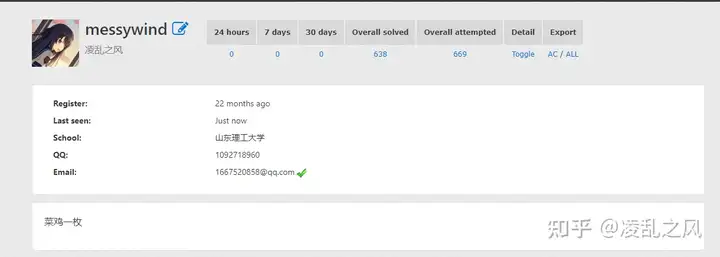 messywind
凌乱之风
24 hours 7 days 30 days Overall solved Overall attempted Detail Export
0 0 0 638 669 Toggle AC / ALL
Register: 22 months ago
Last seen: Just now
School: 山东理工大学
QQ: 1092718960
Email: 1667520858@qq.com
菜鸡一枚
知乎 @凌乱之风